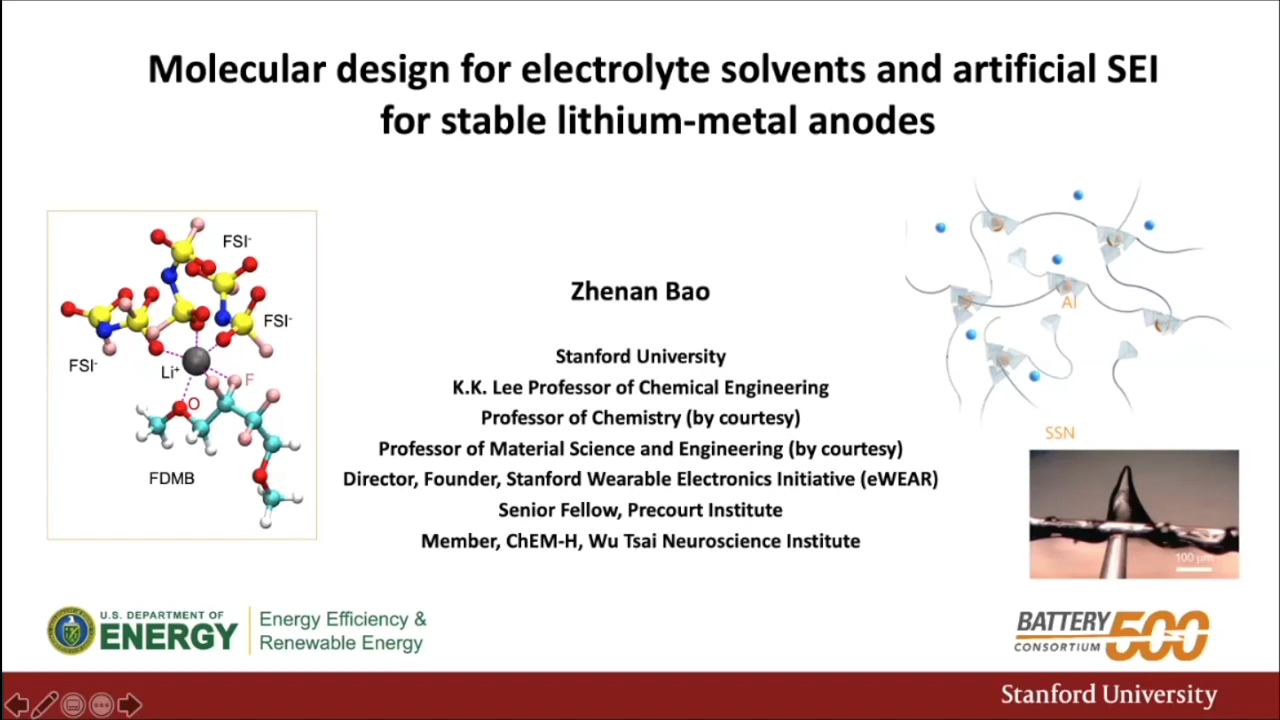 Molecular design for electrolyte solvents and artificial SEI
for stable lithium-metal anodes
FSI-
FSI-
FSI-
Li+
F
O
FDMB
Zhenan Bao
Stanford University
K.K. Lee Professor of Chemical Engineering
Professor of Chemistry (by courtesy)
Professor of Material Science and Engineering (by courtesy)
Director, Founder, Stanford Wearable Electronics Initiative (eWEAR)
Senior Fellow, Precourt Institute
Member, ChEM-H, Wu Tsai Neuroscience Institute
Al
SSN
100 μm
U.S. DEPARTMENT OF
ENERGY
Energy Efficiency &
Renewable Energy
BATTERY
CONSORTIUM
500
Stanford University